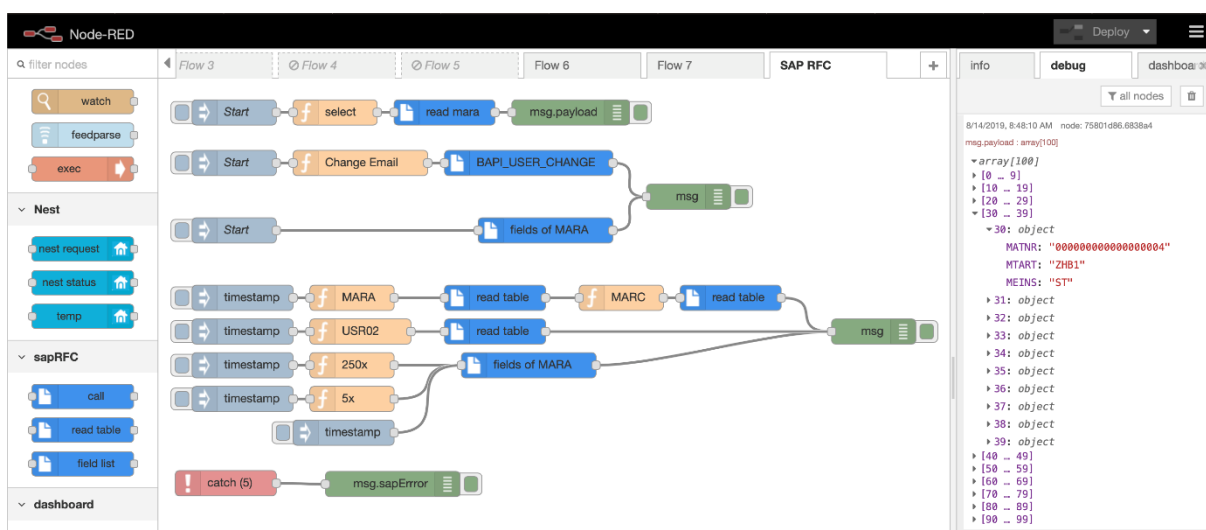 Node-RED
Deploy
filter nodes
Flow 3
Flow 4
Flow 5
Flow 6
Flow 7
SAP RFC
+
info
debug
dashboar
all nodes
watch
feedparse
exec
Nest
nest request
nest status
temp
sapRFC
call
read table
field list
dashboard
Start
select
read mara
msg.payload
Start
Change Email
BAPI_USER_CHANGE
msg
Start
fields of MARA
timestamp
MARA
read table
MARC
read table
timestamp
USR02
read table
msg
timestamp
250x
fields of MARA
timestamp
5x
timestamp
catch (5)
msg.sapErrror
8/14/2019, 8:48:10 AM node: 75801d86.6838a4
msg.payload : array[100]
array[100]
[0 … 9]
[10 … 19]
[20 … 29]
[30 … 39]
30: object
MATNR: "000000000000000004"
MTART: "ZHB1"
MEINS: "ST"
31: object
32: object
33: object
34: object
35: object
36: object
37: object
38: object
39: object
[40 … 49]
[50 … 59]
[60 … 69]
[70 … 79]
[80 … 89]
[90 … 99]